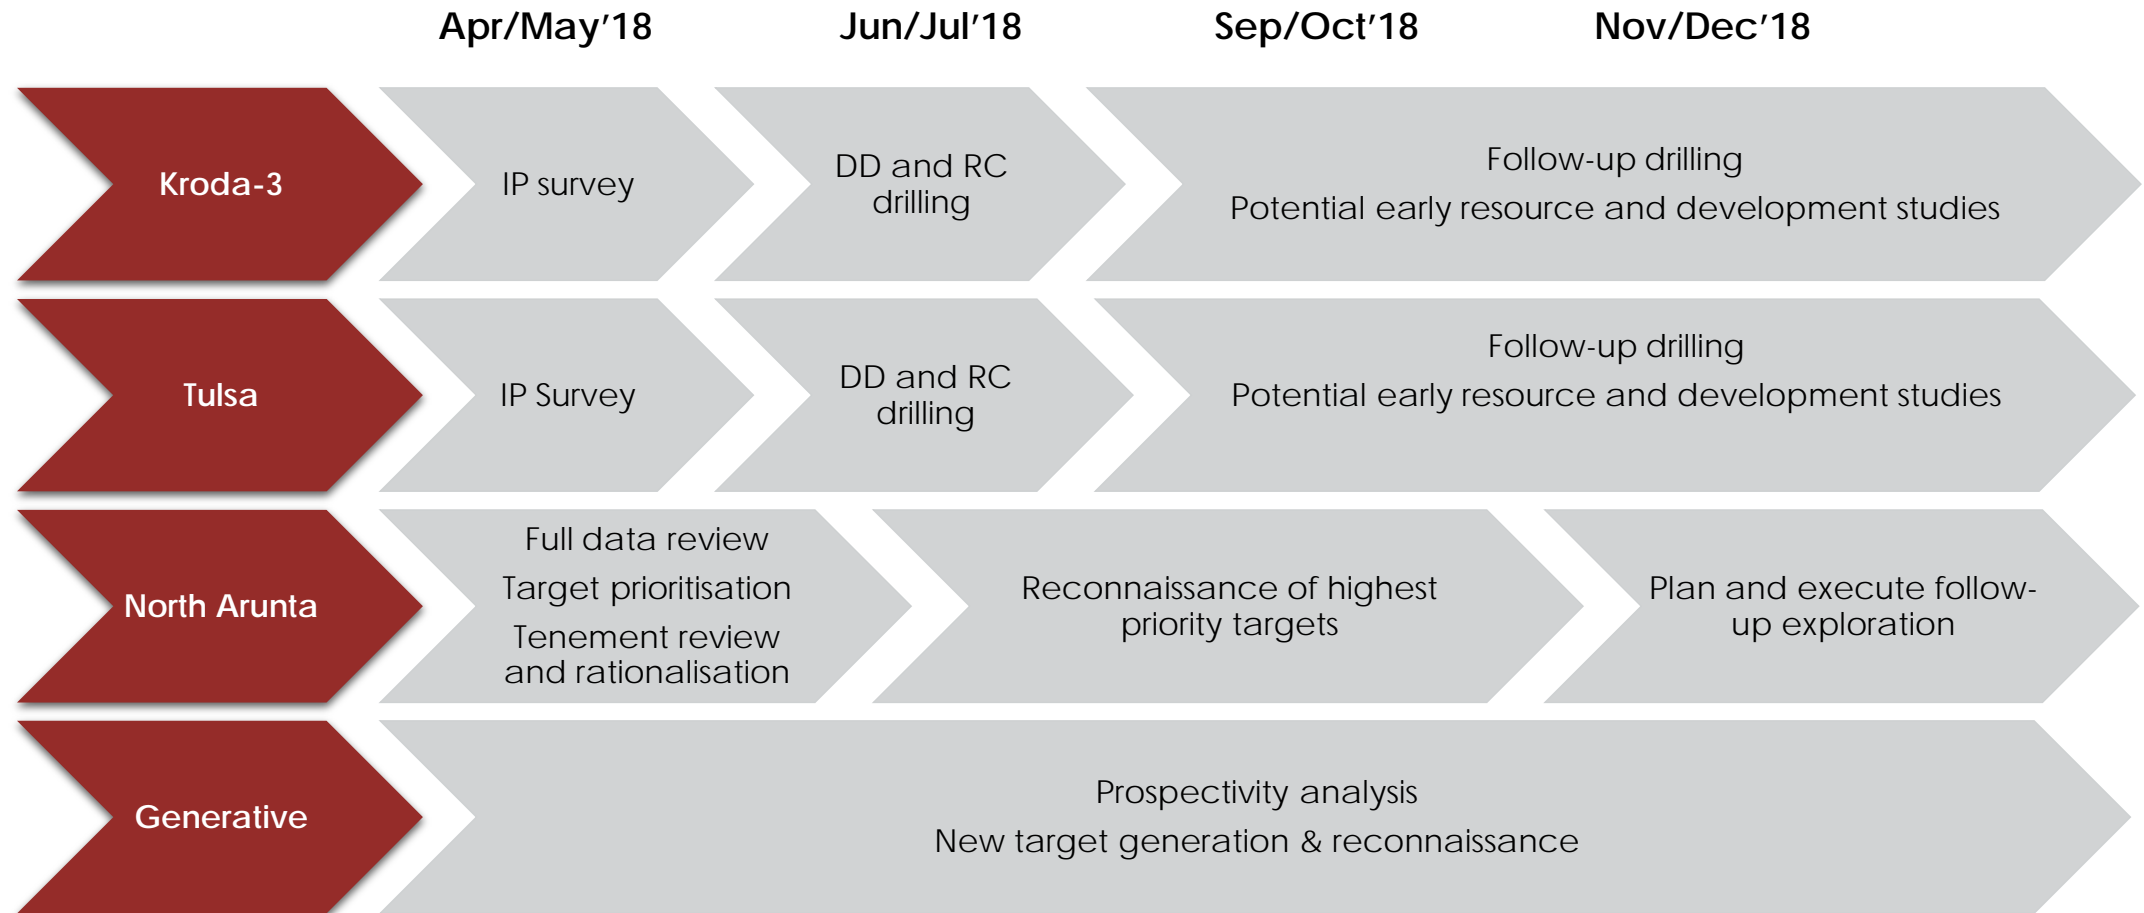 Apr/May’18
Jun/Jul’18
Sep/Oct’18
Nov/Dec’18
Kroda-3
IP survey
DD and RC
drilling
Follow-up drilling
Potential early resource and development studies
Tulsa
IP Survey
DD and RC
drilling
Follow-up drilling
Potential early resource and development studies
North Arunta
Full data review
Target prioritisation
Tenement review
and rationalisation
Reconnaissance of highest
priority targets
Plan and execute follow-
up exploration
Generative
Prospectivity analysis
New target generation & reconnaissance